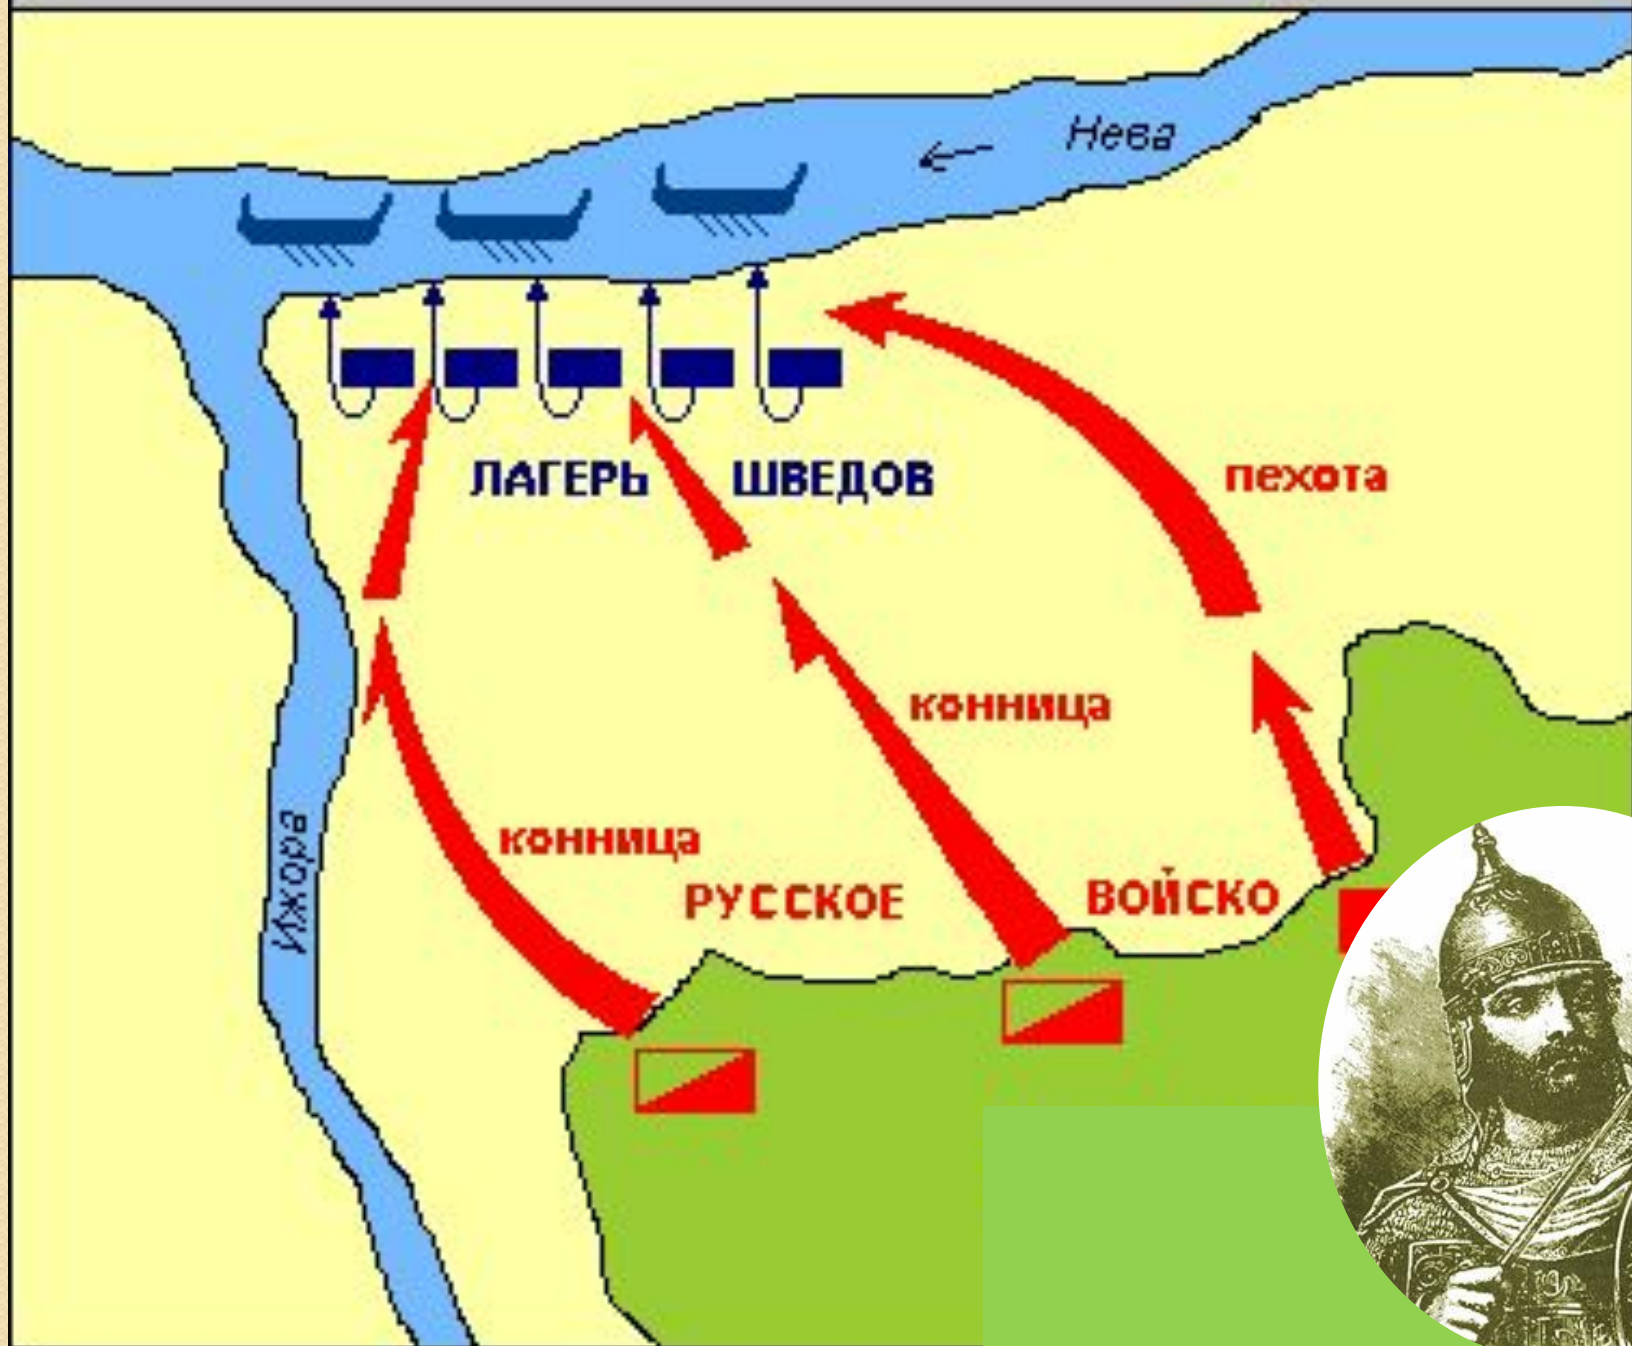 Нева
ЛАГЕРЬ ШВЕДОВ
пехота
конница
конница
РУССКОЕ ВОЙСКО
Ижора